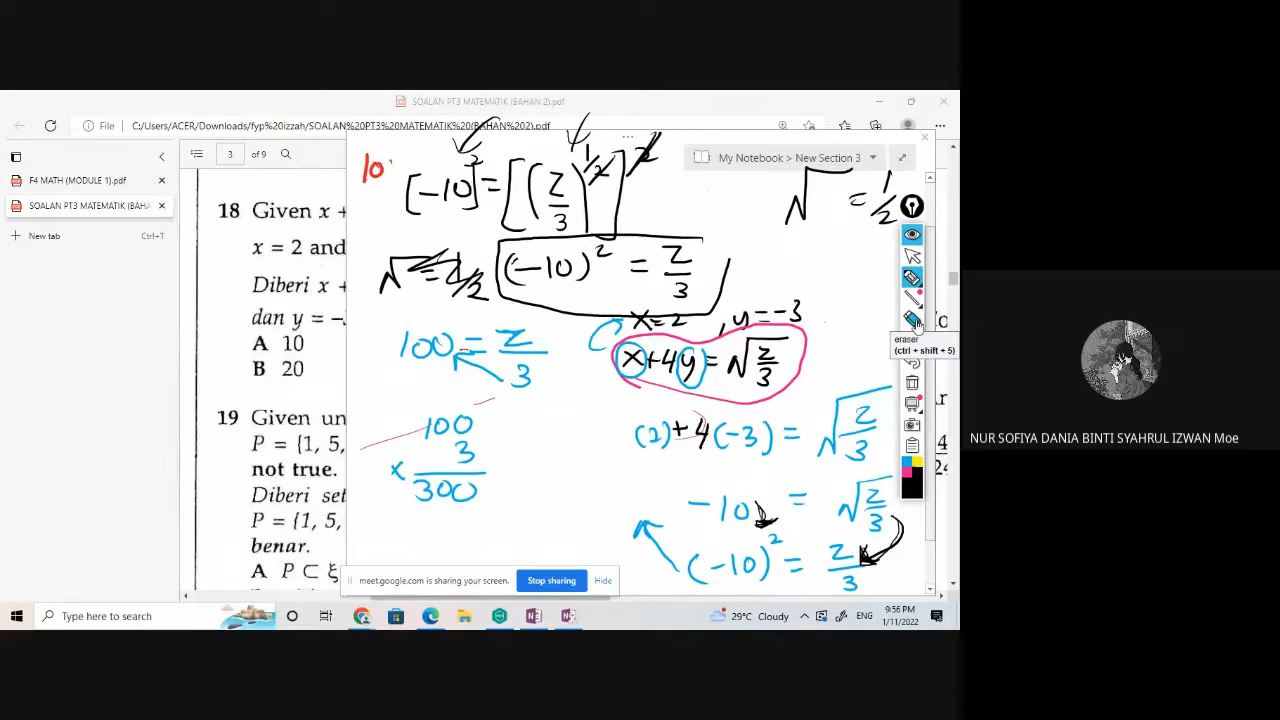 SOALAN PT3 MATEMATIK (BAHAN 2).pdf
File C:/Users/ACER/Downloads/fyp%20izzah/SOALAN%20PT3%20MATEMATIK%20(BAHAN%202).pdf
3 of 9
My Notebook > New Section 3
F4 MATH (MODULE 1).pdf
SOALAN PT3 MATEMATIK (BAHA
New tab Ctrl+T
18 Given x +
x = 2 and
Diberi x +
dan y = –
A 10
B 20
19 Given un
P = {1, 5,
not true.
Diberi set
P = {1, 5,
benar.
A P ⊂ ξ
10
[-10]² = [(z/3)^1/2]^2
√ = 1/2
√ = 1/2
(-10)² = z/3
x=2 , y=-3
100 = z/3
x+4y = √z/3
100
3
×
300
(2)+4(-3) = √z/3
-10 = √z/3
(-10)² = z/3
eraser
(ctrl + shift + 5)
meet.google.com is sharing your screen. Stop sharing Hide
NUR SOFIYA DANIA BINTI SYAHRUL IZWAN Moe
Type here to search
29°C Cloudy ENG
9:56 PM
1/11/2022